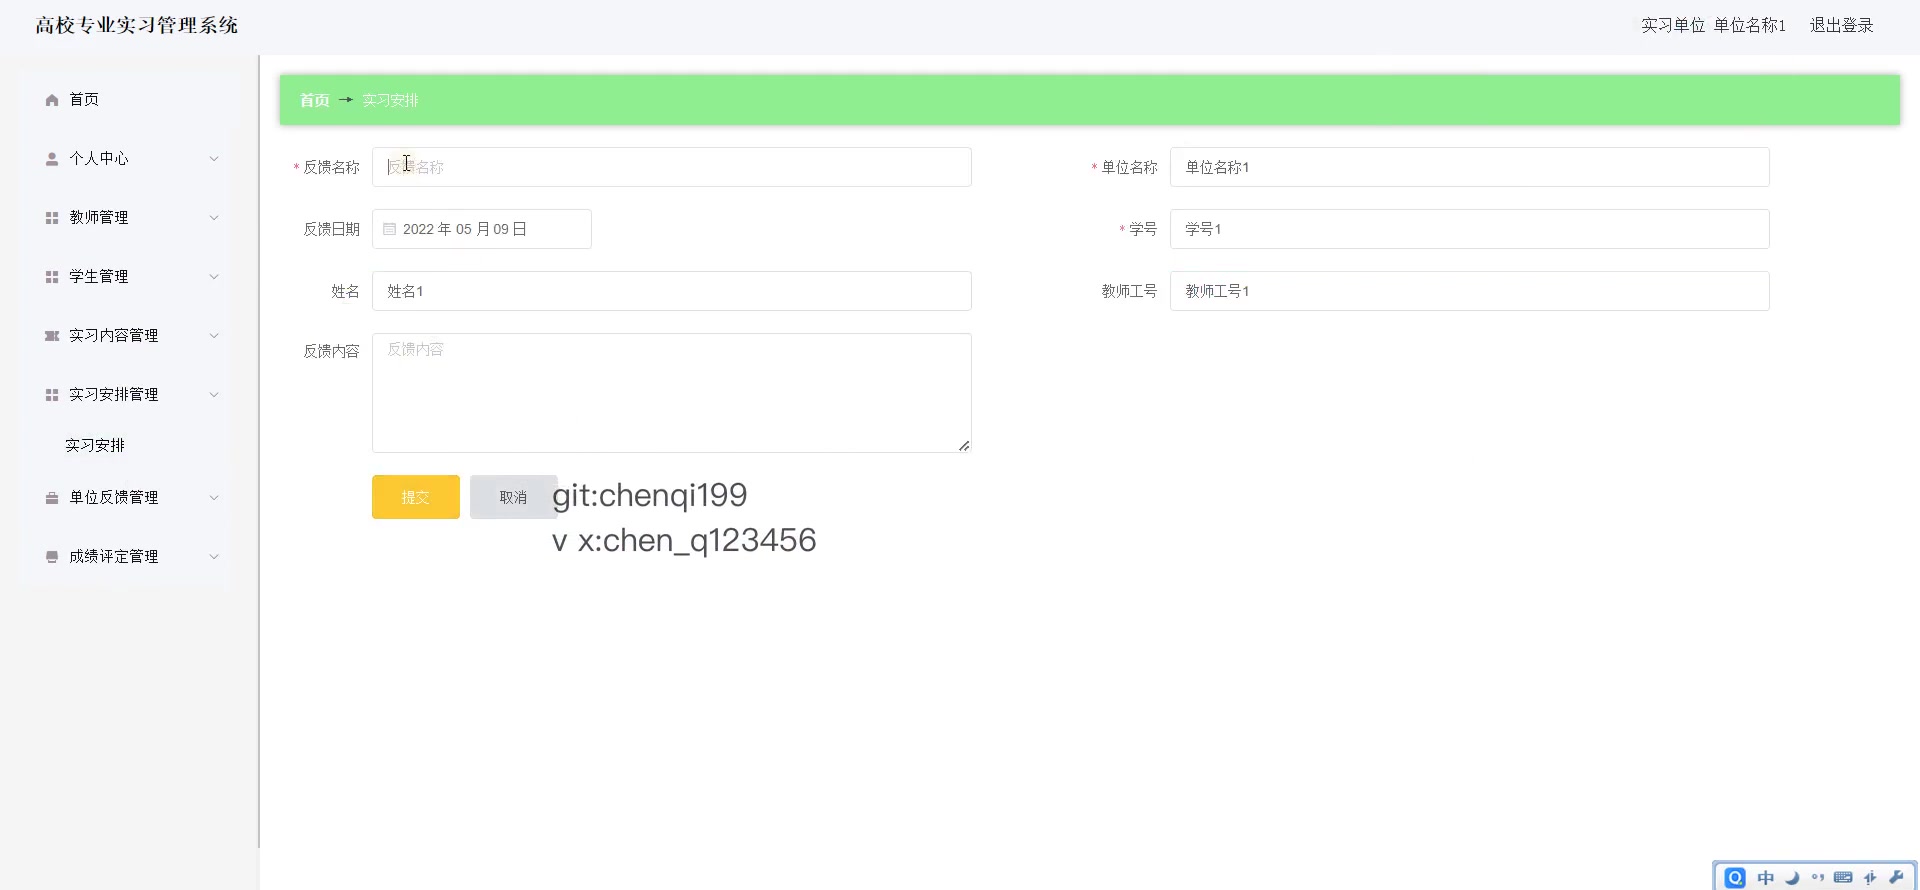 高校专业实习管理系统
实习单位 单位名称1 退出登录
首页
个人中心
教师管理
学生管理
实习内容管理
实习安排管理
实习安排
单位反馈管理
成绩评定管理
首页 → 实习安排
* 反馈名称 反馈名称
* 单位名称 单位名称1
反馈日期 2022 年 05 月 09 日
* 学号 学号1
姓名 姓名1
教师工号 教师工号1
反馈内容 反馈内容
提交 取消
git:chenqi199
v x:chen_q123456
中